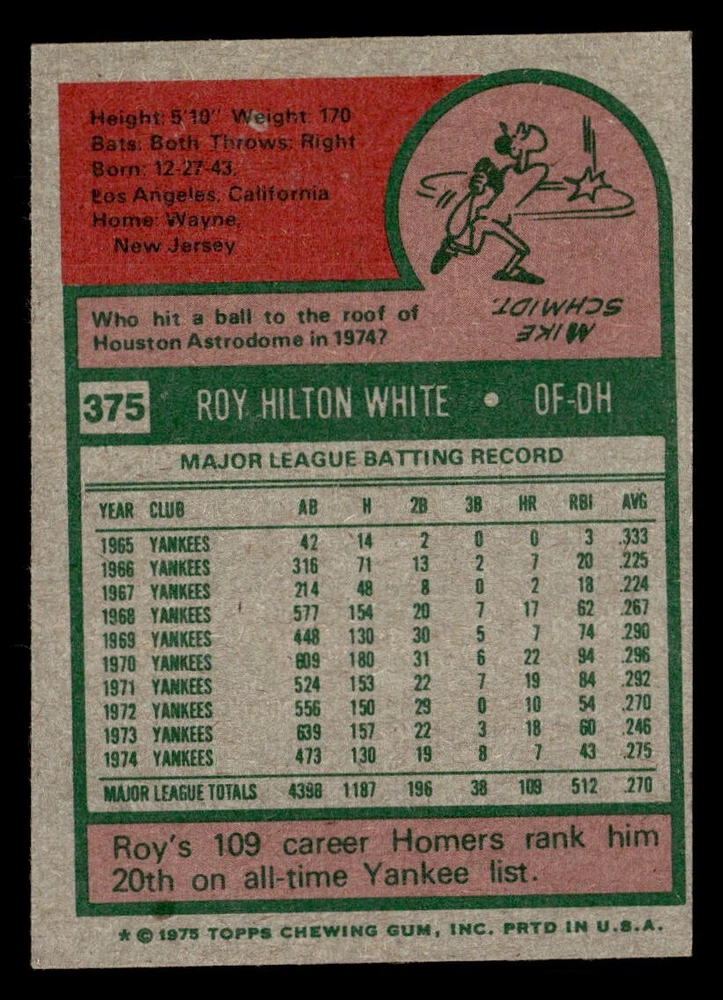 Height: 5'10" Weight: 170
Bats: Both Throws: Right
Born: 12-27-43,
Los Angeles, California
Home: Wayne,
New Jersey
Who hit a ball to the roof of
Houston Astrodome in 1974?
MIKE
SCHMIDT.
375 ROY HILTON WHITE • OF-DH
MAJOR LEAGUE BATTING RECORD
YEAR CLUB AB H 2B 3B HR RBI AVG
1965 YANKEES 42 14 2 0 0 3 .333
1966 YANKEES 316 71 13 2 7 20 .225
1967 YANKEES 214 48 8 0 2 18 .224
1968 YANKEES 577 154 20 7 17 62 .267
1969 YANKEES 448 130 30 5 7 74 .290
1970 YANKEES 609 180 31 6 22 94 .296
1971 YANKEES 524 153 22 7 19 84 .292
1972 YANKEES 556 150 29 0 10 54 .270
1973 YANKEES 639 157 22 3 18 60 .246
1974 YANKEES 473 130 19 8 7 43 .275
MAJOR LEAGUE TOTALS 4398 1187 196 38 109 512 .270
Roy's 109 career Homers rank him
20th on all-time Yankee list.
* © 1975 TOPPS CHEWING GUM, INC. PRTD IN U.S.A.